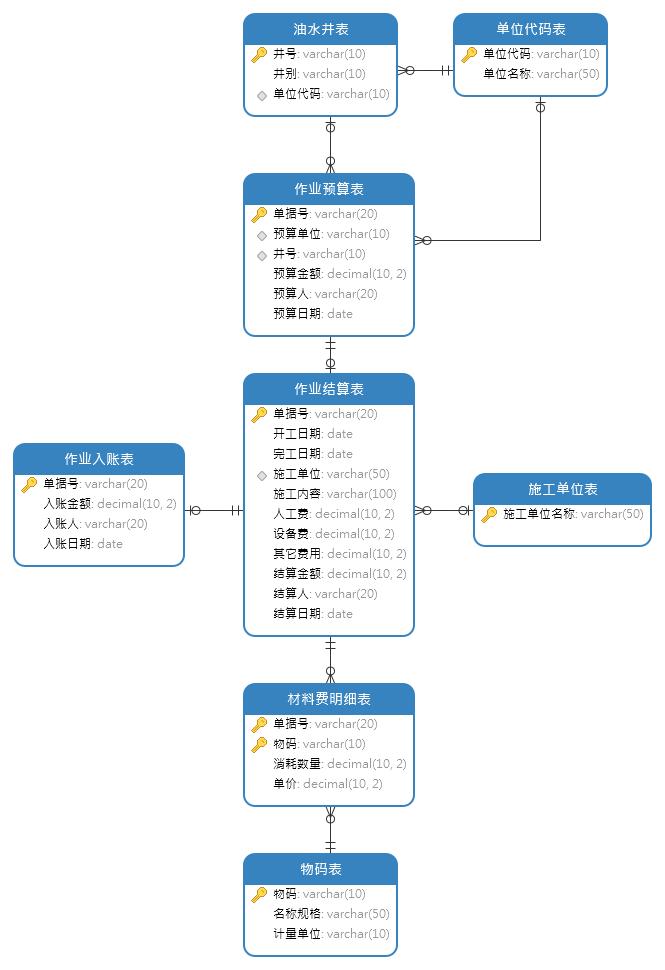 油水井表
井号: varchar(10)
井别: varchar(10)
单位代码: varchar(10)
单位代码表
单位代码: varchar(10)
单位名称: varchar(50)
作业预算表
单据号: varchar(20)
预算单位: varchar(10)
井号: varchar(10)
预算金额: decimal(10, 2)
预算人: varchar(20)
预算日期: date
作业结算表
单据号: varchar(20)
开工日期: date
完工日期: date
施工单位: varchar(50)
施工内容: varchar(100)
人工费: decimal(10, 2)
设备费: decimal(10, 2)
其它费用: decimal(10, 2)
结算金额: decimal(10, 2)
结算人: varchar(20)
结算日期: date
作业入账表
单据号: varchar(20)
入账金额: decimal(10, 2)
入账人: varchar(20)
入账日期: date
施工单位表
施工单位名称: varchar(50)
材料费明细表
单据号: varchar(20)
物码: varchar(10)
消耗数量: decimal(10, 2)
单价: decimal(10, 2)
物码表
物码: varchar(10)
名称规格: varchar(50)
计量单位: varchar(10)